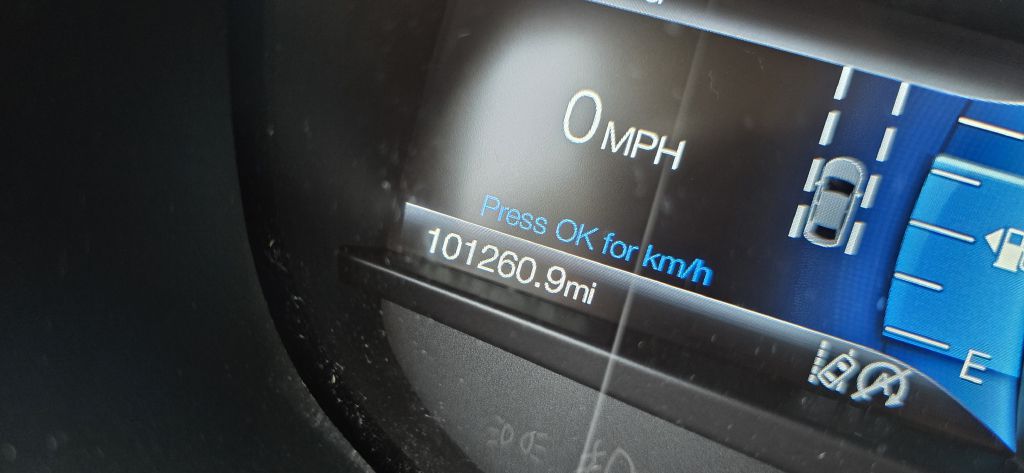 0 MPH
Press OK for km/h
101260.9mi
E